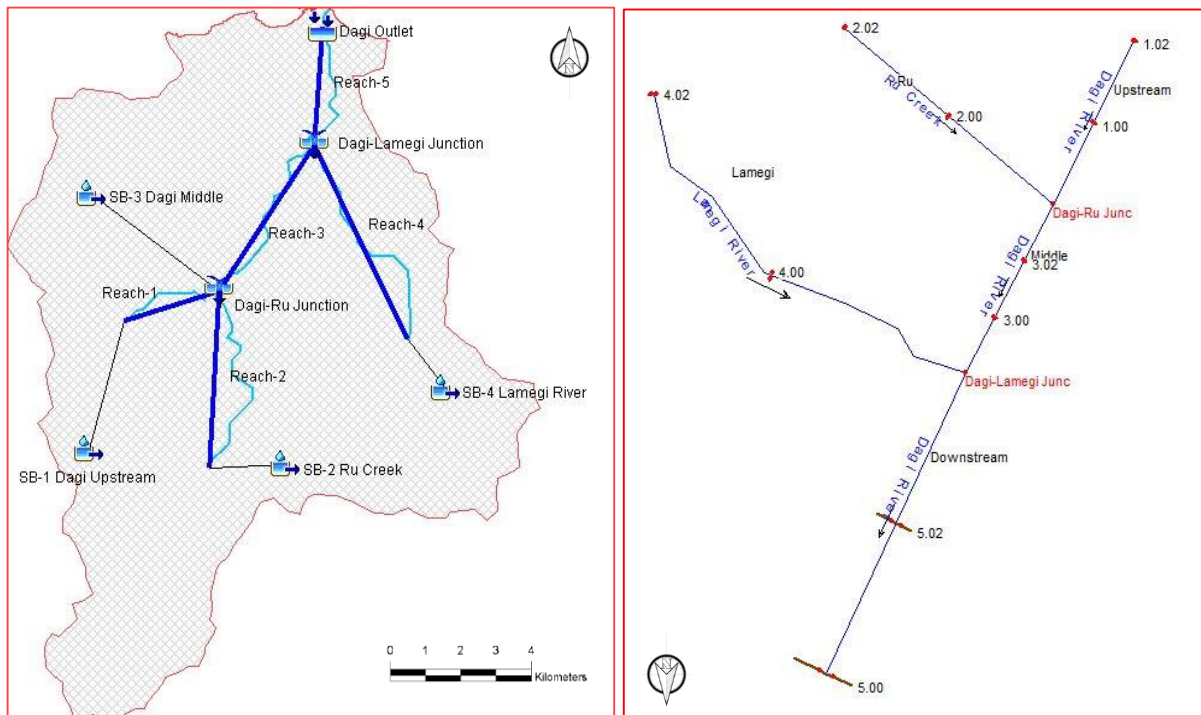 Dagi Outlet
Reach-5
Dagi-Lamegi Junction
SB-3 Dagi Middle
Reach-3
Reach-4
Reach-1
Dagi-Ru Junction
Reach-2
SB-4 Lamegi River
SB-1 Dagi Upstream
SB-2 Ru Creek
0 1 2 3 4
Kilometers
2.02
1.02
Ru
Ru Creek
Dagi River
Upstream
4.02
2.00
1.00
Lamegi
Lamegi River
Dagi-Ru Junc
Dagi River
Middle
3.02
4.00
3.00
Dagi-Lamegi Junc
Dagi River
Downstream
5.02
5.00